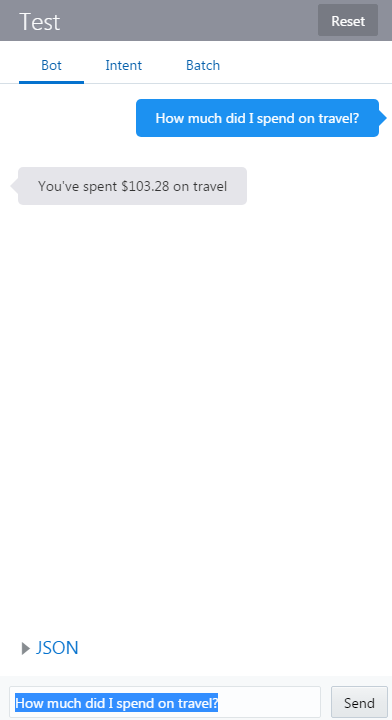 Test
Reset
Bot
Intent
Batch
How much did I spend on travel?
You've spent $103.28 on travel
JSON
How much did I spend on travel?
Send